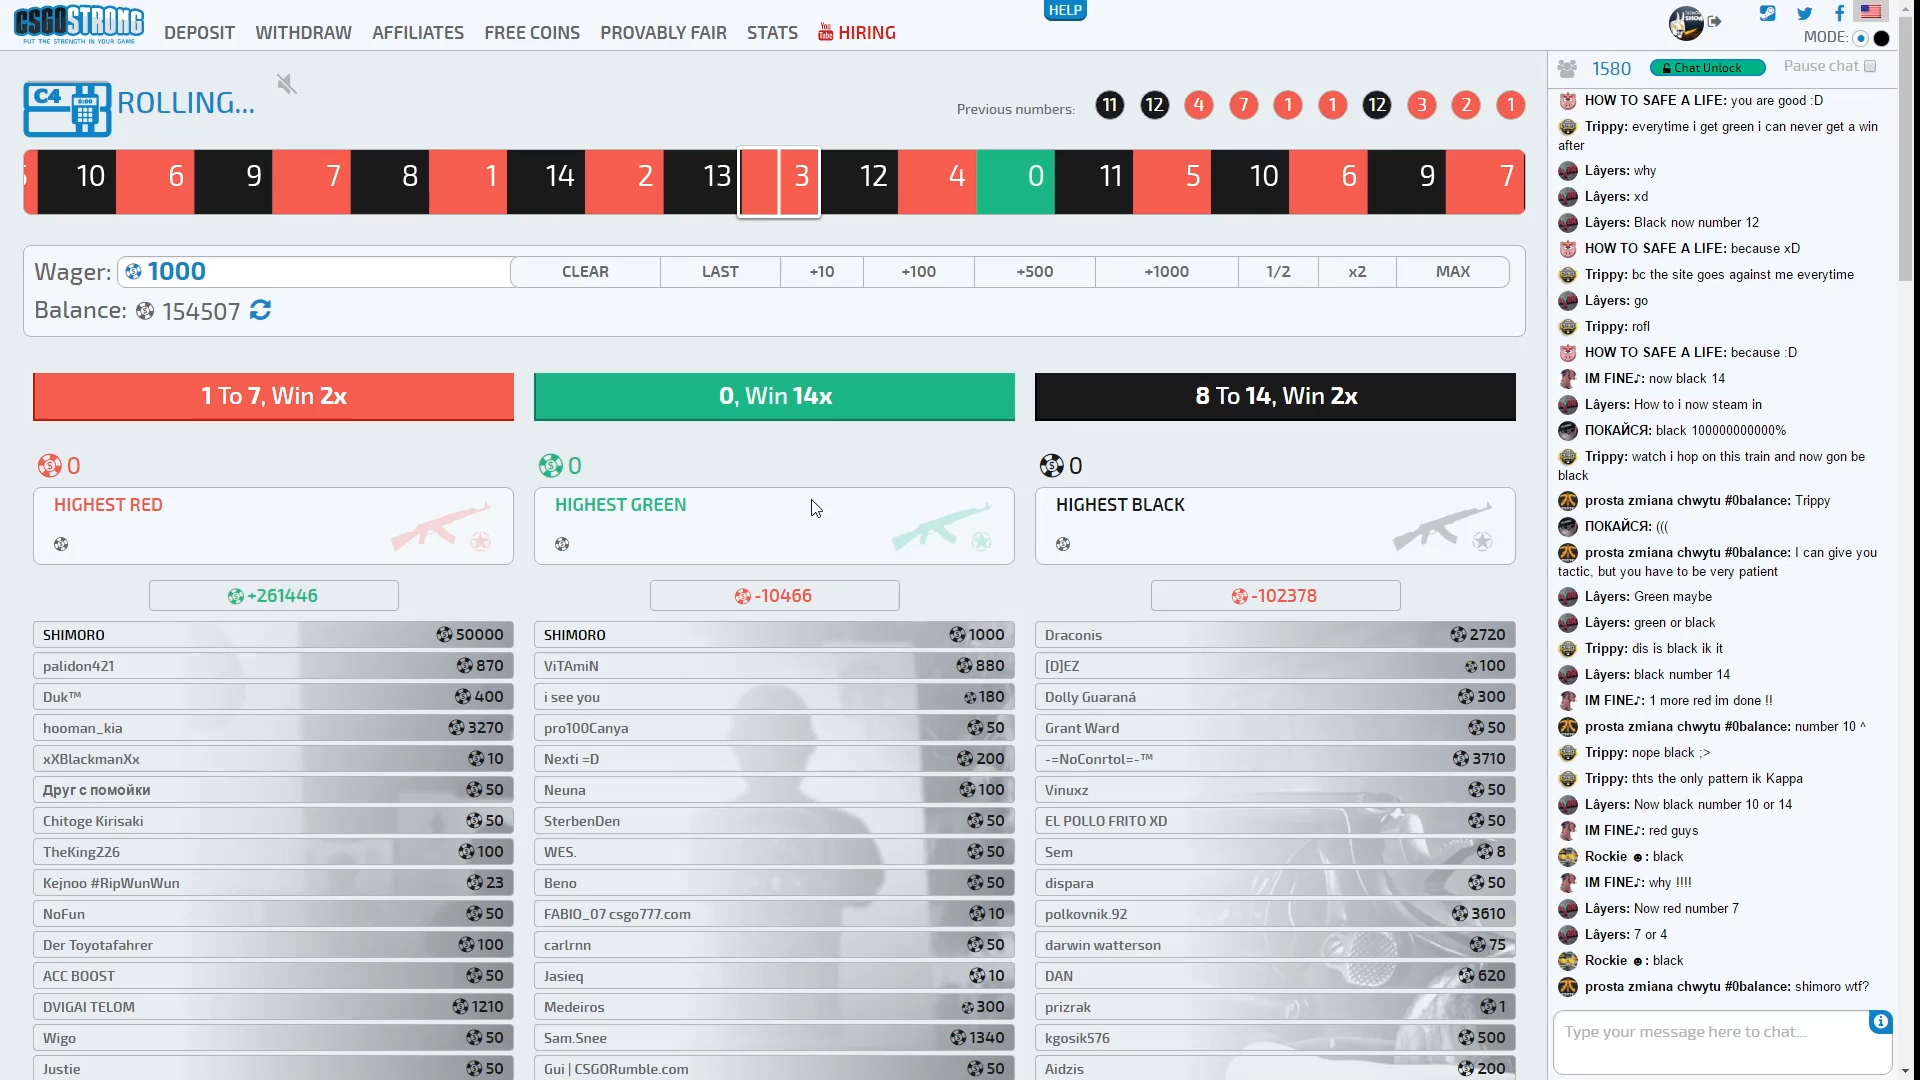 CSGOSTRONG
PUT THE STRENGTH IN YOUR GAME
DEPOSIT WITHDRAW AFFILIATES FREE COINS PROVABLY FAIR STATS You Tube HIRING
HELP
MODE:
C4 0:00 ROLLING...
Previous numbers: 11 12 4 7 1 1 12 3 2 1
10 6 9 7 8 1 14 2 13 3 12 4 0 11 5 10 6 9 7
Wager: 1000 CLEAR LAST +10 +100 +500 +1000 1/2 x2 MAX
Balance: 154507
1 To 7, Win 2x
0, Win 14x
8 To 14, Win 2x
0
0
0
HIGHEST RED
HIGHEST GREEN
HIGHEST BLACK
+261446
-10466
-102378
SHIMORO 50000
palidon421 870
Duk™ 400
hooman_kia 3270
xXBlackmanXx 10
Друг с помойки 50
Chitoge Kirisaki 50
TheKing226 100
Kejnoo #RipWunWun 23
NoFun 50
Der Toyotafahrer 100
ACC BOOST 50
DVIGAI TELOM 1210
Wigo 50
Justie 50
SHIMORO 1000
ViTAmiN 880
i see you 180
pro100Canya 50
Nexti =D 200
Neuna 100
SterbenDen 50
WES. 50
Beno 50
FABIO_07 csgo777.com 10
carlrnn 50
Jasieq 10
Medeiros 300
Sam.Snee 1340
Gui | CSGORumble.com 50
Draconis 2720
[D]EZ 100
Dolly Guaraná 300
Grant Ward 50
-=NoConrtol=-™ 3710
Vinuxz 50
EL POLLO FRITO XD 50
Sem 8
dispara 50
polkovnik.92 3610
darwin watterson 75
DAN 620
prizrak 1
kgosik576 500
Aidzis 200
1580 Chat Unlock Pause chat
HOW TO SAFE A LIFE: you are good :D
Trippy: everytime i get green i can never get a win
after
Lâyers: why
Lâyers: xd
Lâyers: Black now number 12
HOW TO SAFE A LIFE: because xD
Trippy: bc the site goes against me everytime
Lâyers: go
Trippy: rofl
HOW TO SAFE A LIFE: because :D
IM FINE♪: now black 14
Lâyers: How to i now steam in
ПОКАЙСЯ: black 100000000000%
Trippy: watch i hop on this train and now gon be
black
prosta zmiana chwytu #0balance: Trippy
ПОКАЙСЯ: (((
prosta zmiana chwytu #0balance: I can give you
tactic, but you have to be very patient
Lâyers: Green maybe
Lâyers: green or black
Trippy: dis is black ik it
Lâyers: black number 14
IM FINE♪: 1 more red im done !!
prosta zmiana chwytu #0balance: number 10 ^
Trippy: nope black ;>
Trippy: thts the only pattern ik Kappa
Lâyers: Now black number 10 or 14
IM FINE♪: red guys
Rockie ☻: black
IM FINE♪: why !!!!
Lâyers: Now red number 7
Lâyers: 7 or 4
Rockie ☻: black
prosta zmiana chwytu #0balance: shimoro wtf?
Type your message here to chat...